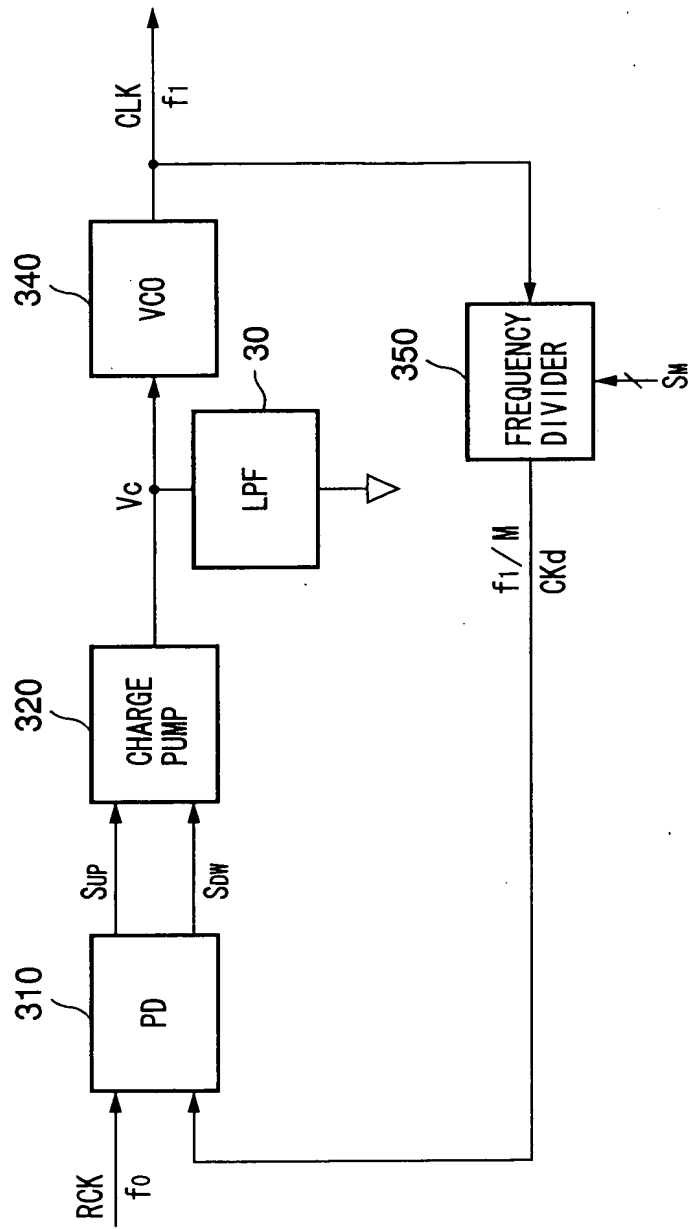 RCK
f0
310
PD
SUP
SDW
320
CHARGE
PUMP
Vc
30
LPF
340
VCO
CLK
f1
350
FREQUENCY
DIVIDER
SM
f1/M
CKd